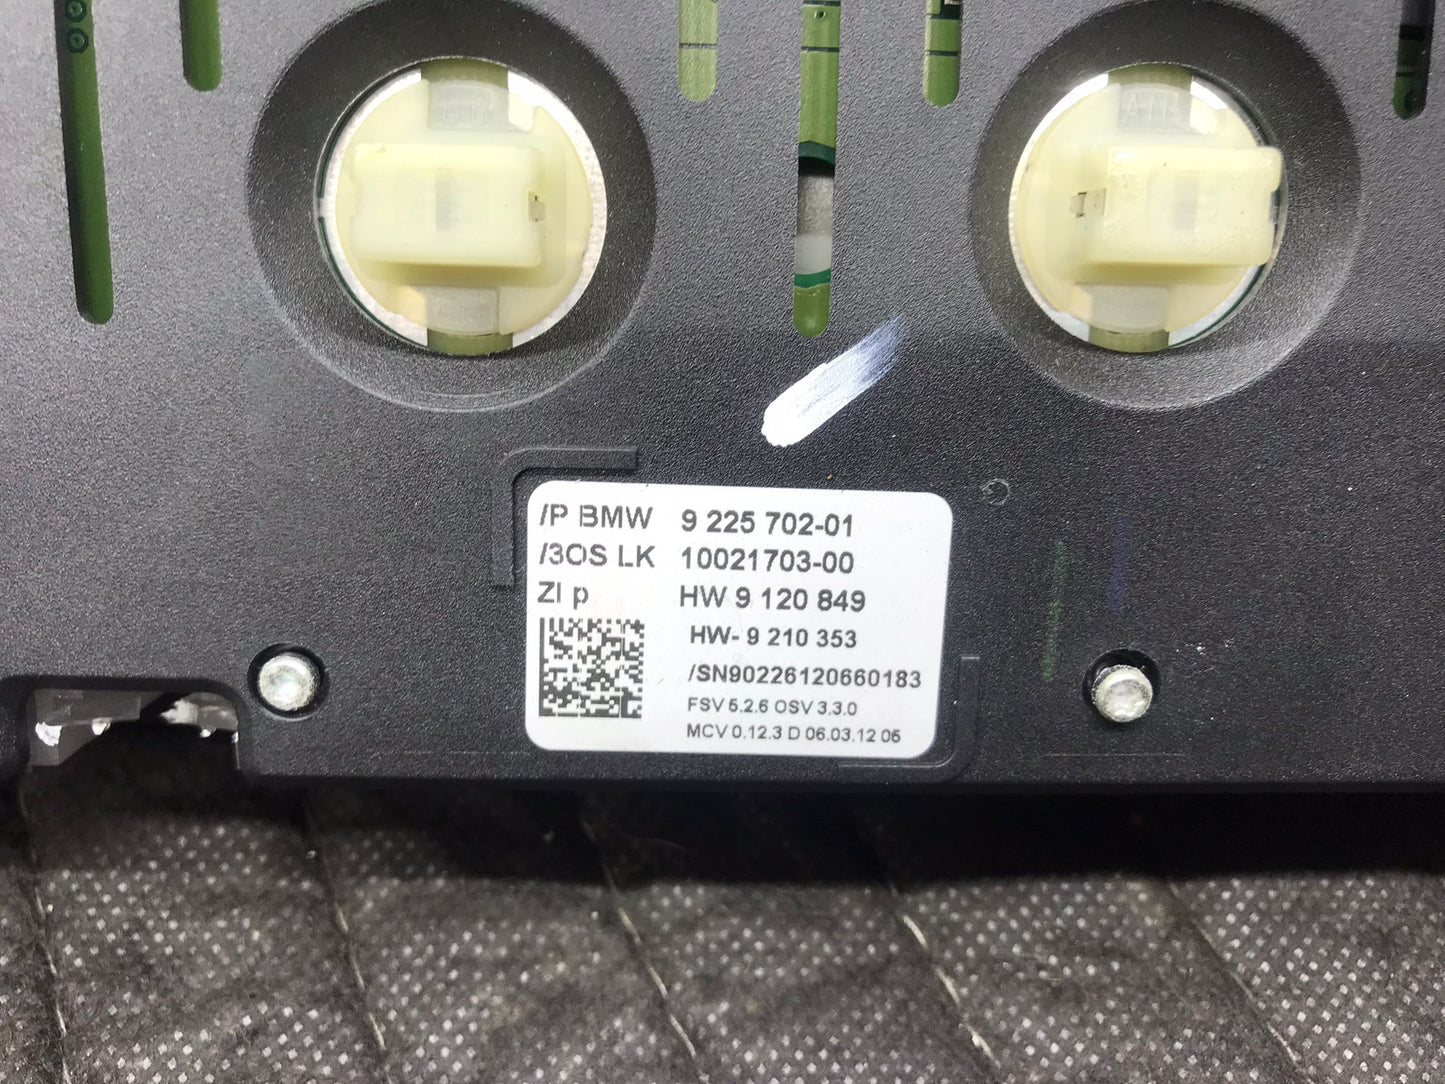 /P BMW 9 225 702-01
/3OS LK 10021703-00
ZI p HW 9 120 849
HW- 9 210 353
/SN90226120660183
FSV 5.2.6 OSV 3.3.0
MCV 0.12.3 D 06.03.12 05